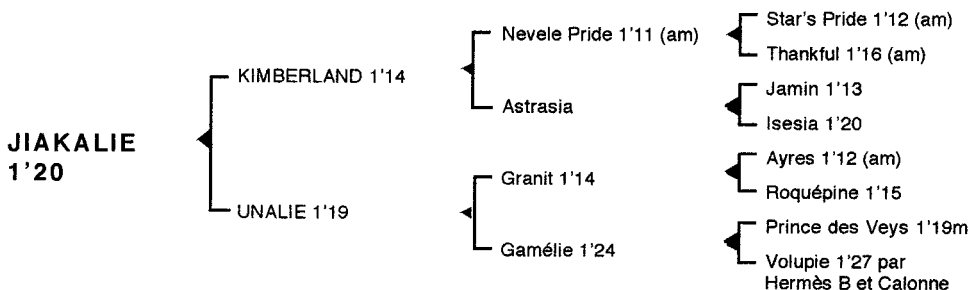 JIAKALIE
1'20
KIMBERLAND 1'14
UNALIE 1'19
Nevele Pride 1'11 (am)
Astrasia
Granit 1'14
Gamélie 1'24
Star's Pride 1'12 (am)
Thankful 1'16 (am)
Jamin 1'13
Isesia 1'20
Ayres 1'12 (am)
Roquépine 1'15
Prince des Veys 1'19m
Volupie 1'27 par
Hermès B et Calonne